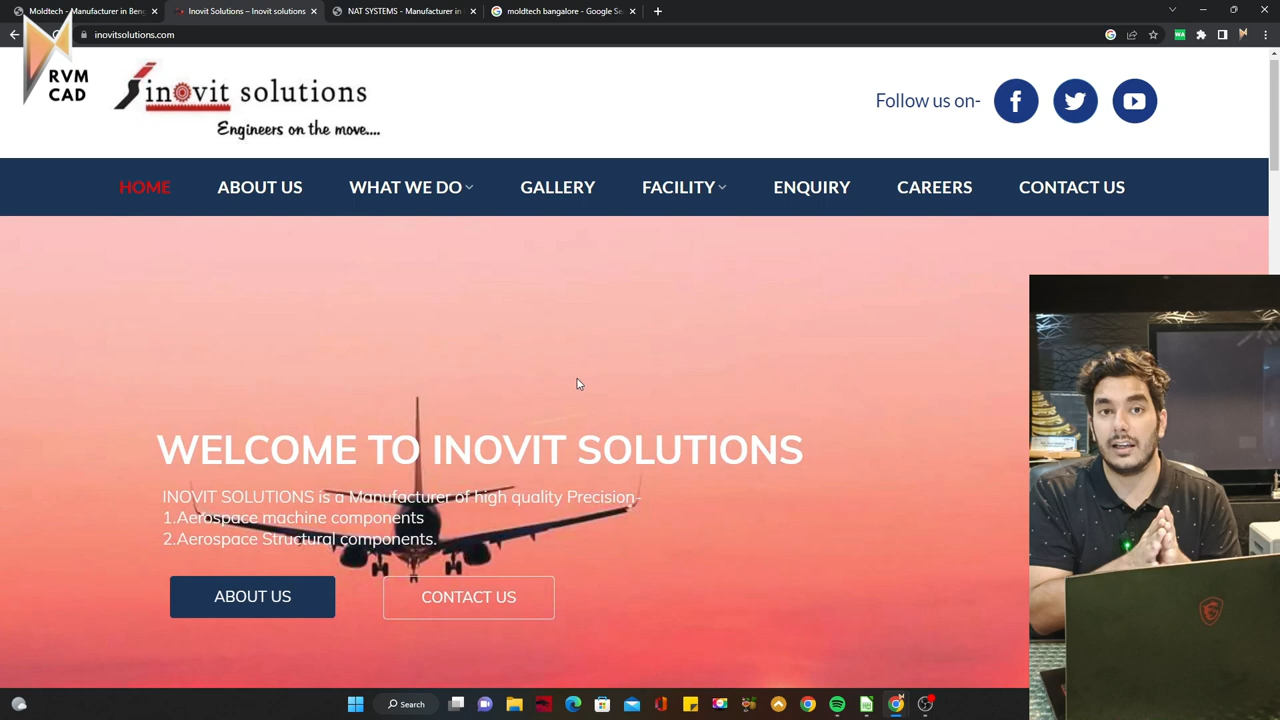 Moldtech - Manufacturer in Ben
Inovit Solutions – Inovit solutions
NAT SYSTEMS - Manufacturer in
moldtech bangalore - Google Se
inovitsolutions.com
RVM
CAD
inovit solutions
Engineers on the move....
Follow us on-
HOME
ABOUT US
WHAT WE DO
GALLERY
FACILITY
ENQUIRY
CAREERS
CONTACT US
WELCOME TO INOVIT SOLUTIONS
INOVIT SOLUTIONS is a Manufacturer of high quality Precision-
1.Aerospace machine components
2.Aerospace Structural components.
ABOUT US
CONTACT US
Search